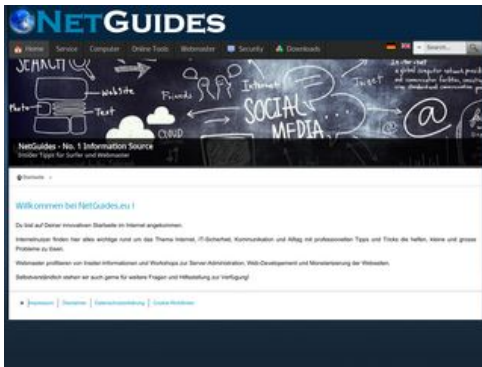 NETGUIDES
Home Service Computer Online Tools Webmaster Security Downloads Search...
SEARCH
WebSite
Photo
Text
Friends
Internet
Target
SOCIAL
MEDIA
CLOUD
@
NetGuides - No. 1 Information Source
Insider Tipps für Surfer und Webmaster
Startseite
Willkommen bei NetGuides.eu !
Du bist auf Deiner innovativen Startseite im Internet angekommen.
Internetnutzer finden hier alles wichtige rund um das Thema Internet, IT-Sicherheit, Kommunikation und Alltag mit professionellen Tipps und Tricks die helfen, kleine und grosse
Probleme zu lösen.
Webmaster profitieren von Insider-Informationen und Workshops zur Server-Administration, Web-Developement und Monetarisierung der Webseiten.
Selbstverständlich stehen wir auch gerne für weitere Fragen und Hilfestellung zur Verfügung!
Impressum Disclaimer Datenschutzerklärung Cookie-Richtlinien